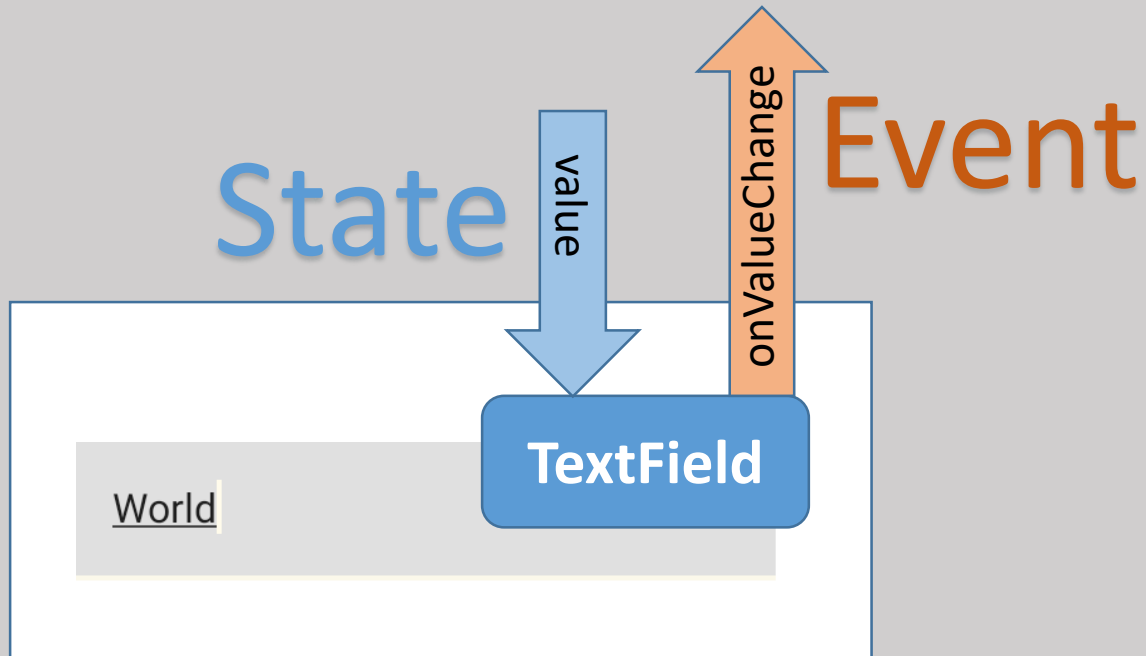 State
value
onValueChange
Event
TextField
World